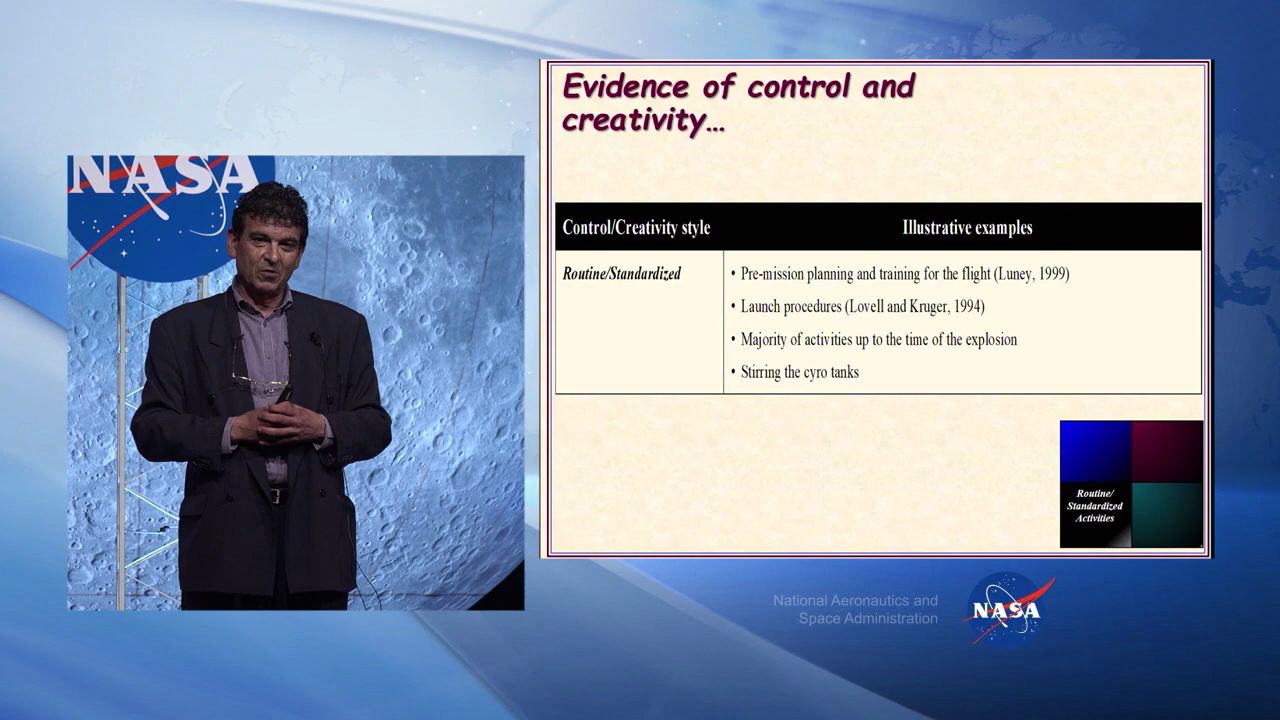 NASA
Evidence of control and
creativity…
Control/Creativity style
Illustrative examples
Routine/Standardized
• Pre-mission planning and training for the flight (Luney, 1999)
• Launch procedures (Lovell and Kruger, 1994)
• Majority of activities up to the time of the explosion
• Stirring the cyro tanks
Routine/
Standardized
Activities
National Aeronautics and
Space Administration
NASA